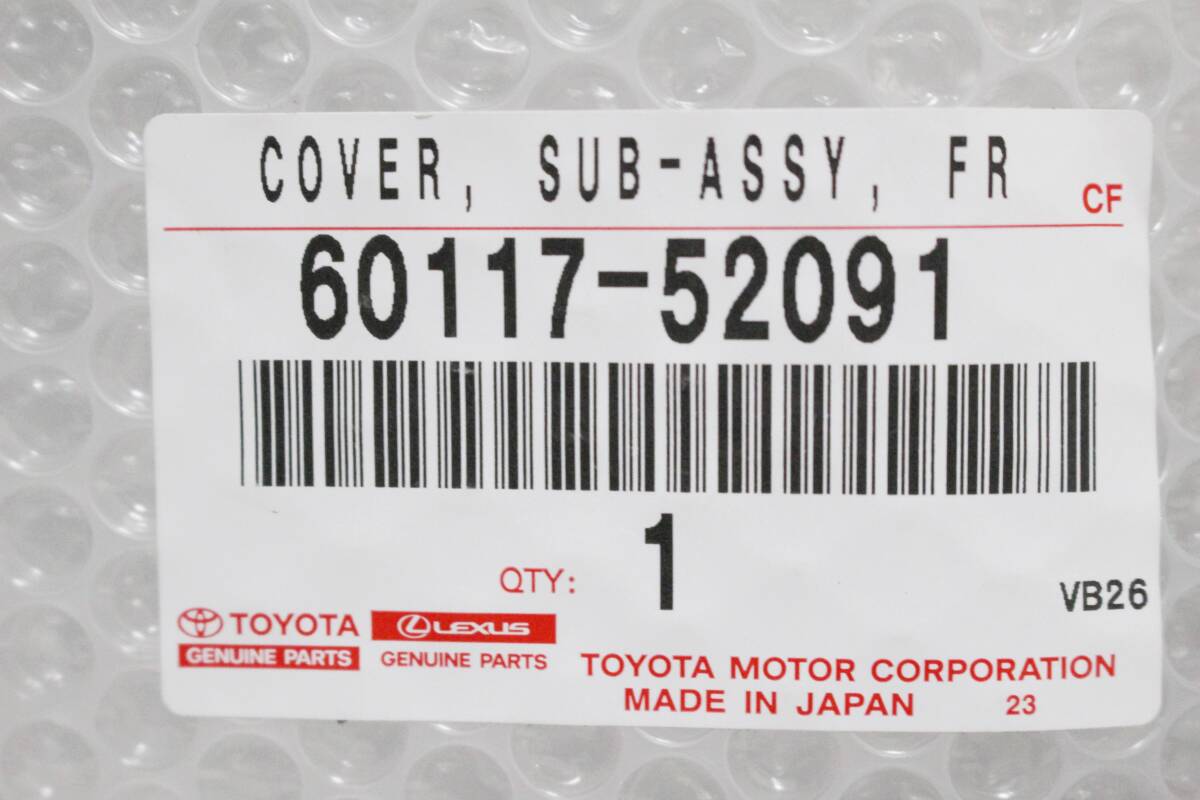 COVER, SUB-ASSY, FR
CF
60117-52091
QTY: 1
VB26
TOYOTA
GENUINE PARTS
LEXUS
GENUINE PARTS
TOYOTA MOTOR CORPORATION
MADE IN JAPAN 23